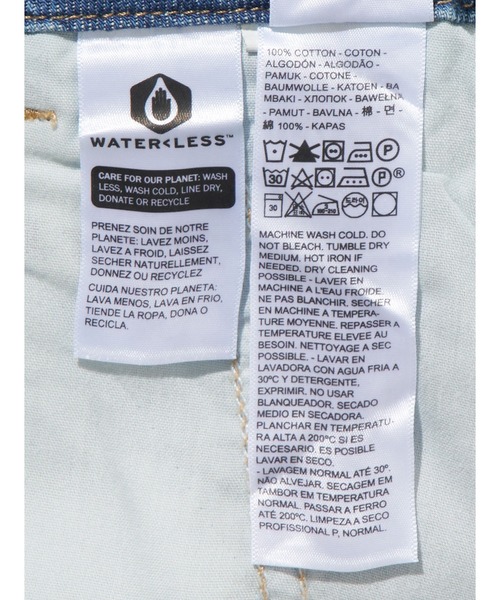 WATER<LESS™
CARE FOR OUR PLANET: WASH
LESS, WASH COLD, LINE DRY,
DONATE OR RECYCLE
PRENEZ SOIN DE NOTRE
PLANETE: LAVEZ MOINS,
LAVEZ A FROID, LAISSEZ
SECHER NATURELLEMENT,
DONNEZ OU RECYCLEZ
CUIDA NUESTRO PLANETA:
LAVA MENOS, LAVA EN FRIO,
TIENDE LA ROPA, DONA O
RECICLA.
100% COTTON - COTON -
ALGODÓN - ALGODÃO -
PAMUK - COTONE -
BAUMWOLLE - KATOEN - BA
MBAKI - ХЛОПОК - BAWEŁNA
- PAMUT - BAVLNA - 棉 - 면 -
綿 100% - KAPAS
P
30 P ®
30
MACHINE WASH COLD. DO
NOT BLEACH. TUMBLE DRY
MEDIUM. HOT IRON IF
NEEDED. DRY CLEANING
POSSIBLE - LAVER EN
MACHINE A L'EAU FROIDE.
NE PAS BLANCHIR. SECHER
EN MACHINE A TEMPERA-
TURE MOYENNE. REPASSER A
TEMPERATURE ELEVEE AU
BESOIN. NETTOYAGE A SEC
POSSIBLE. - LAVAR EN
LAVADORA CON AGUA FRIA A
30ºC Y DETERGENTE,
EXPRIMIR. NO USAR
BLANQUEADOR, SECADO
MEDIO EN SECADORA.
PLANCHAR EN TEMPERATU-
RA ALTA A 200ºC SI ES
NECESARIO. ES POSIBLE
LAVAR EN SECO.
- LAVAGEM NORMAL ATÉ 30º.
NÃO ALVEJAR. SECAGEM EM
TAMBOR EM TEMPERATURA
NORMAL. PASSAR A FERRO
ATÉ 200ºC. LIMPEZA A SECO
PROFISSIONAL P, NORMAL.